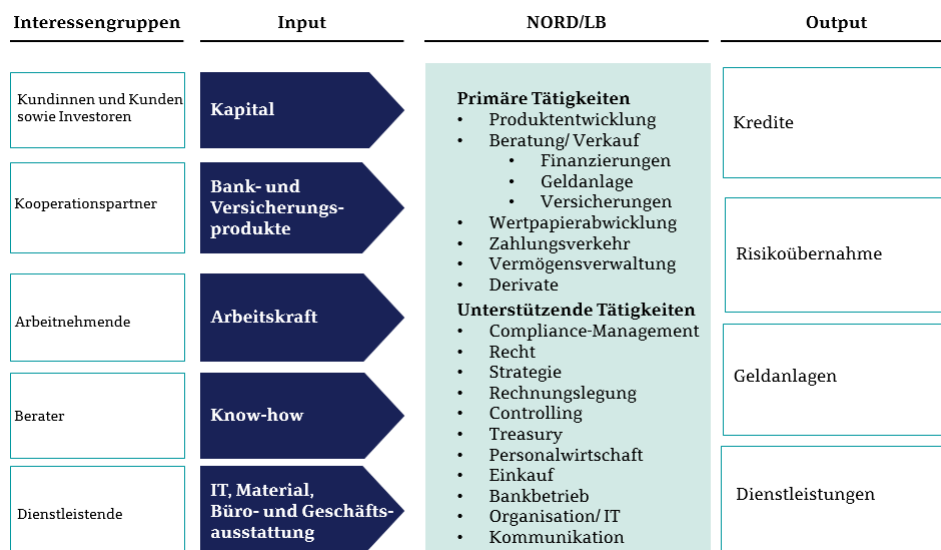 Interessengruppen
Input
NORD/LB
Output
Kundinnen und Kunden
sowie Investoren
Kooperationspartner
Arbeitnehmende
Berater
Dienstleistende
Kapital
Bank- und
Versicherungs-
produkte
Arbeitskraft
Know-how
IT, Material,
Büro- und Geschäfts-
ausstattung
Primäre Tätigkeiten
• Produktentwicklung
• Beratung/ Verkauf
• Finanzierungen
• Geldanlage
• Versicherungen
• Wertpapierabwicklung
• Zahlungsverkehr
• Vermögensverwaltung
• Derivate
Unterstützende Tätigkeiten
• Compliance-Management
• Recht
• Strategie
• Rechnungslegung
• Controlling
• Treasury
• Personalwirtschaft
• Einkauf
• Bankbetrieb
• Organisation/ IT
• Kommunikation
Kredite
Risikoübernahme
Geldanlagen
Dienstleistungen